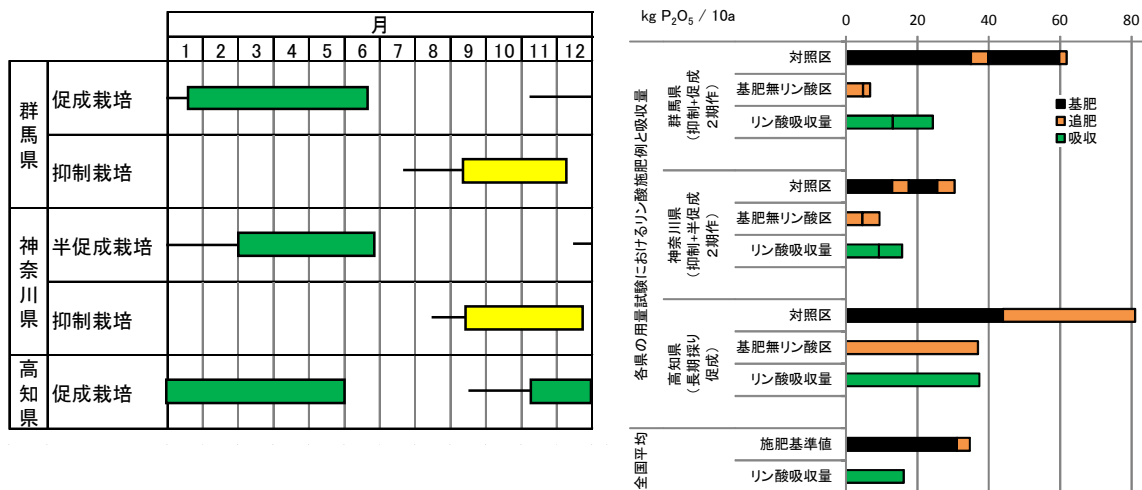 月
1 2 3 4 5 6 7 8 9 10 11 12
群馬県
促成栽培
抑制栽培
神奈川県
半促成栽培
抑制栽培
高知県
促成栽培
kg P₂O₅ / 10a
0 20 40 60 80
各県の用量試験におけるリン酸施肥例と吸収量
群馬県
(抑制+促成
2期作)
対照区
基肥無リン酸区
リン酸吸収量
基肥
追肥
吸収
神奈川県
(抑制+半促成
2期作)
対照区
基肥無リン酸区
リン酸吸収量
高知県
(長期採り
促成)
対照区
基肥無リン酸区
リン酸吸収量
全国平均
施肥基準値
リン酸吸収量